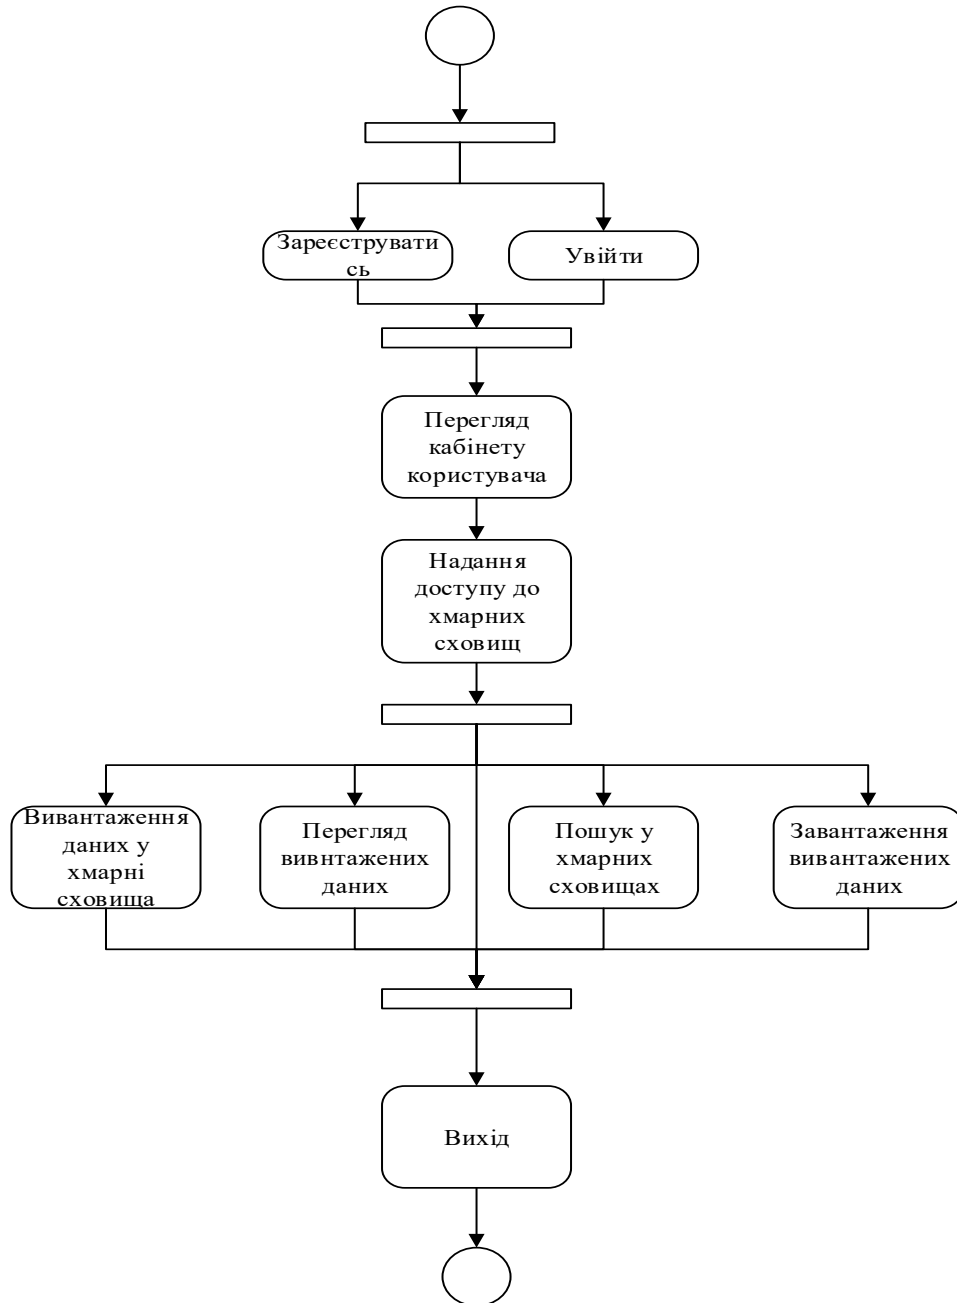 Зареєструвати
сь
Увійти
Перегляд
кабінету
користувача
Надання
доступу до
хмарних
сховищ
Вивантаження
даних у
хмарні
сховища
Перегляд
вивнтажених
даних
Пошук у
хмарних
сховищах
Завантаження
вивантажених
даних
Вихід